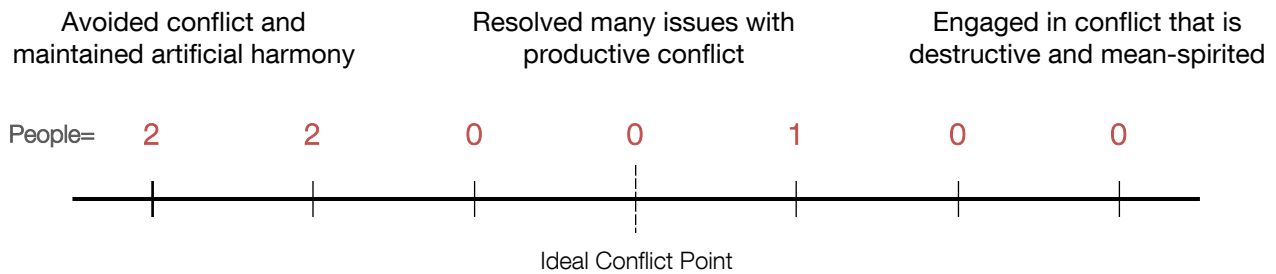 Avoided conflict and
maintained artificial harmony
Resolved many issues with
productive conflict
Engaged in conflict that is
destructive and mean-spirited
People= 2 2 0 0 1 0 0
Ideal Conflict Point